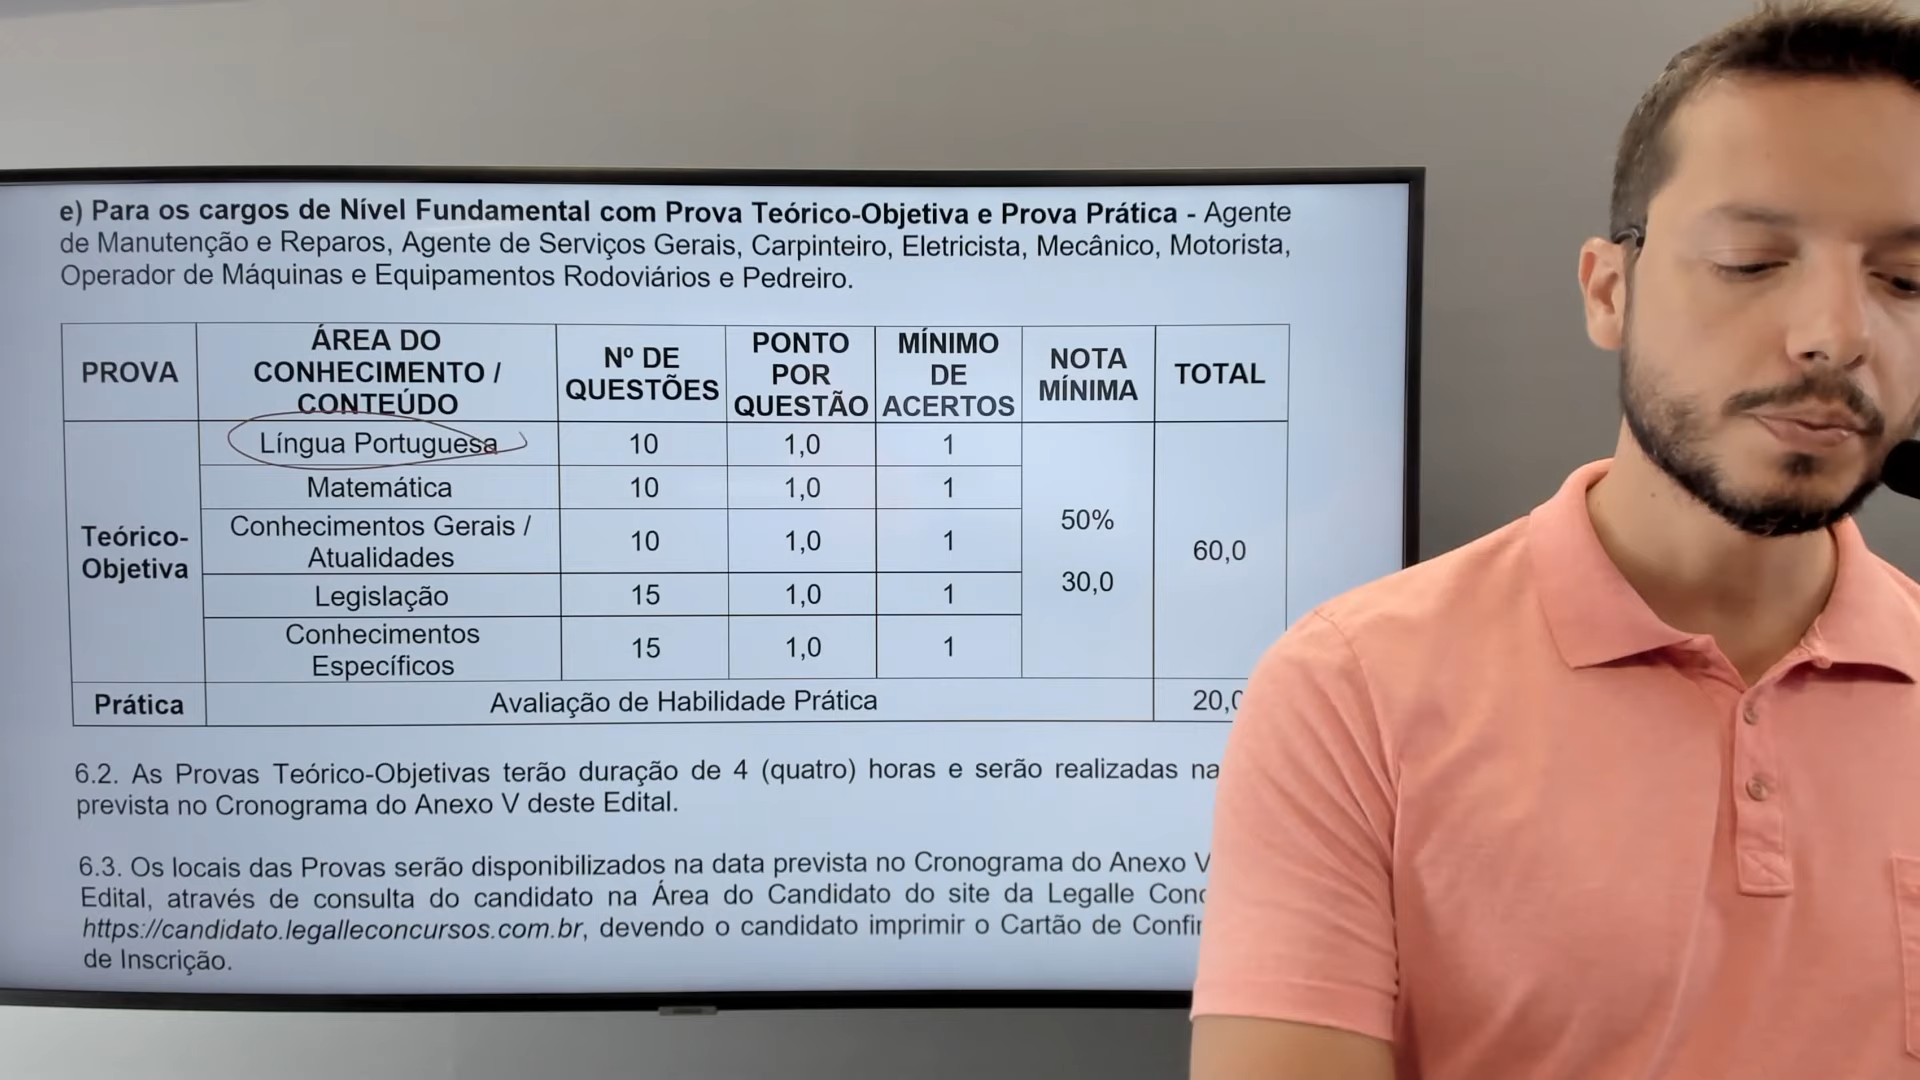 e) Para os cargos de Nível Fundamental com Prova Teórico-Objetiva e Prova Prática - Agente
de Manutenção e Reparos, Agente de Serviços Gerais, Carpinteiro, Eletricista, Mecânico, Motorista,
Operador de Máquinas e Equipamentos Rodoviários e Pedreiro.
PROVA
ÁREA DO
CONHECIMENTO /
CONTEÚDO
Nº DE
QUESTÕES
PONTO
POR
QUESTÃO
MÍNIMO
DE
ACERTOS
NOTA
MÍNIMA
TOTAL
Teórico-
Objetiva
Língua Portuguesa 10 1,0 1
Matemática 10 1,0 1
Conhecimentos Gerais /
Atualidades
10 1,0 1
Legislação 15 1,0 1
Conhecimentos
Específicos
15 1,0 1
50%
30,0
60,0
Prática Avaliação de Habilidade Prática 20,0
6.2. As Provas Teórico-Objetivas terão duração de 4 (quatro) horas e serão realizadas na
prevista no Cronograma do Anexo V deste Edital.
6.3. Os locais das Provas serão disponibilizados na data prevista no Cronograma do Anexo V
Edital, através de consulta do candidato na Área do Candidato do site da Legalle
https://candidato.legalleconcursos.com.br, devendo o candidato imprimir o Cartão de
de Inscrição.